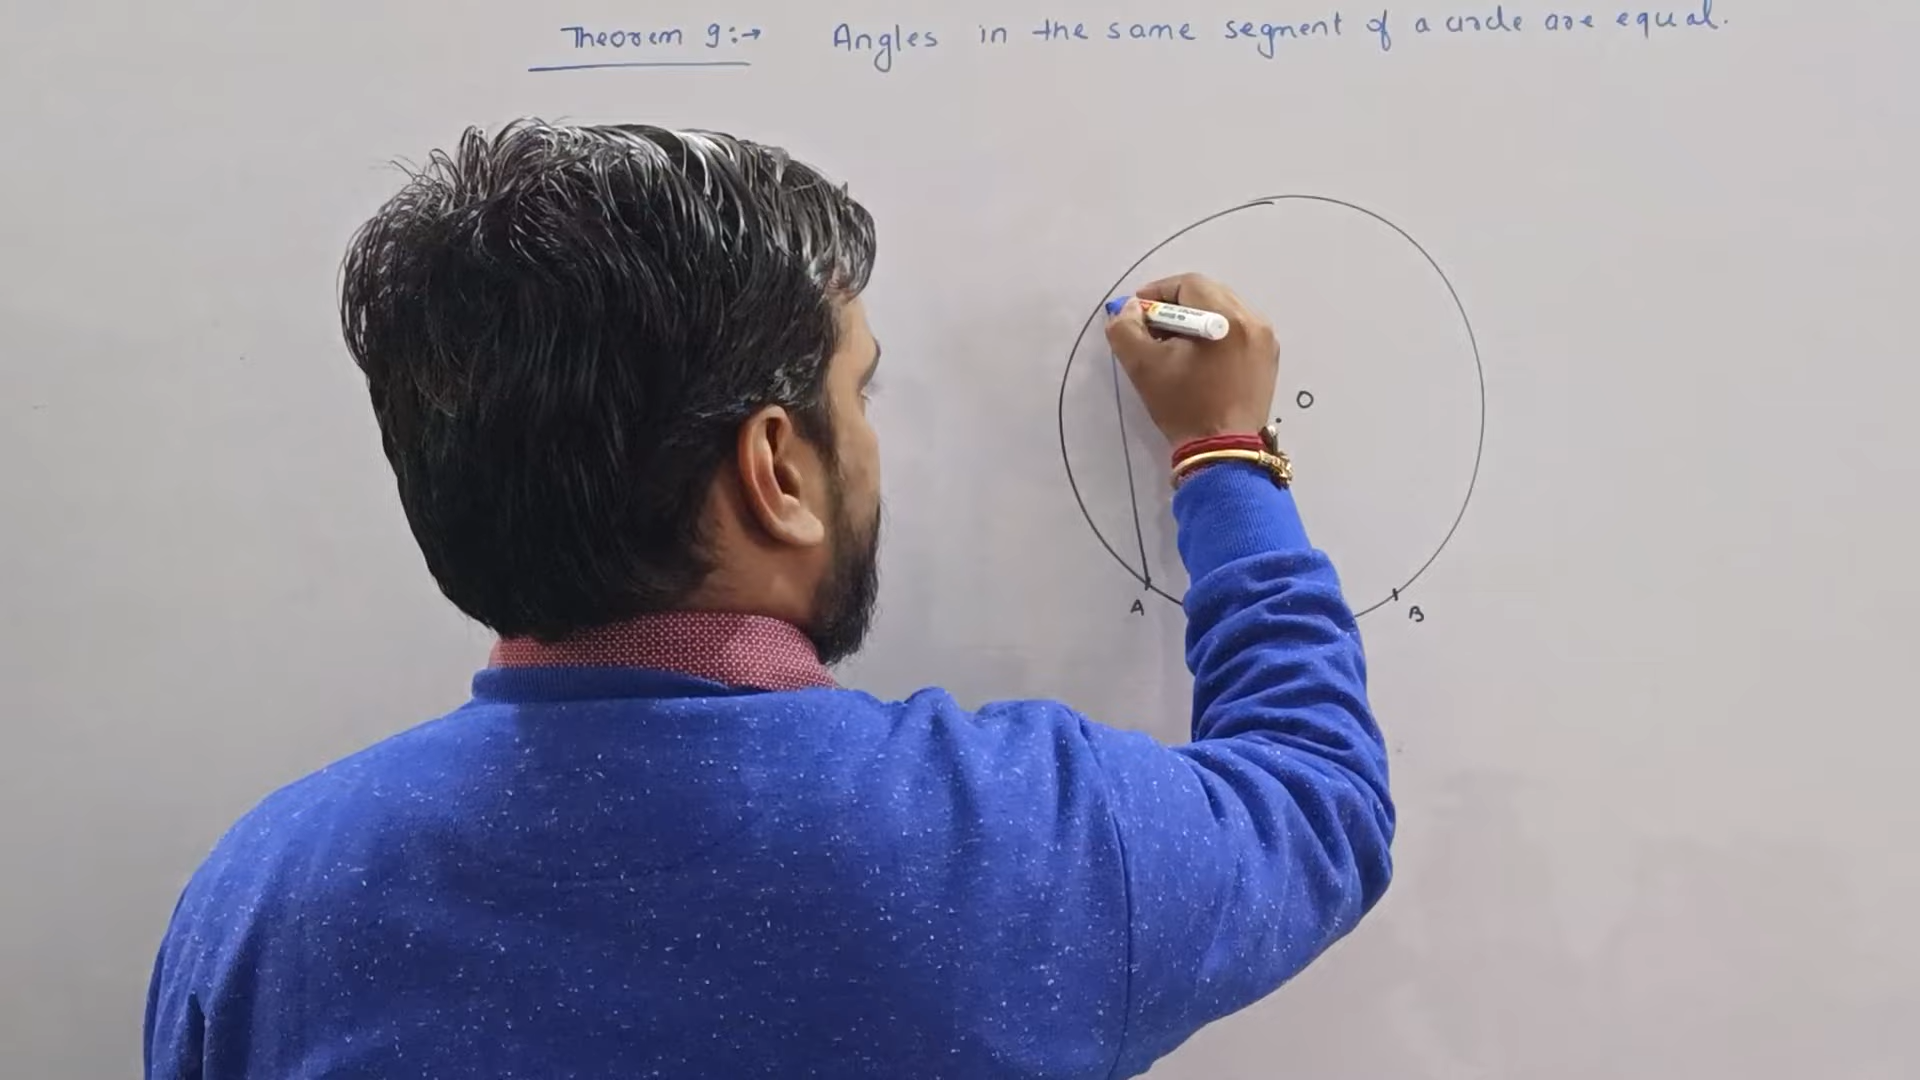 Theorem 9:→ Angles in the same segment of a circle are equal.
O
A
B